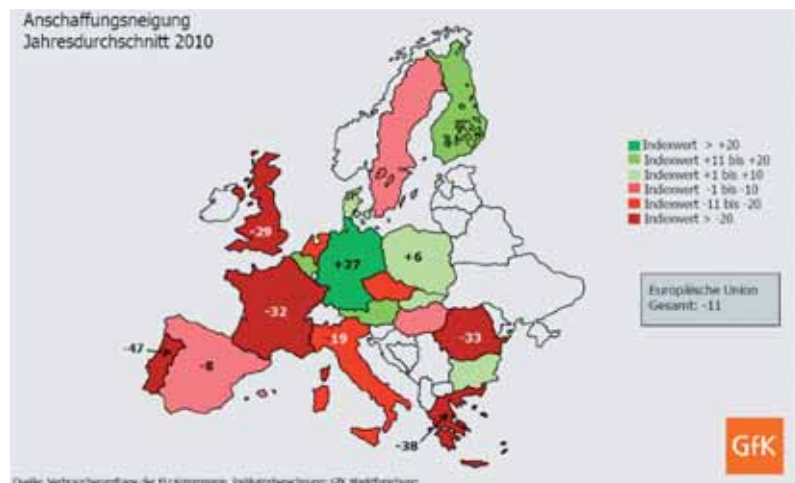 Anschaffungsneigung
Jahresdurchschnitt 2010
Indexwert > +20
Indexwert +11 bis +20
Indexwert +1 bis +10
Indexwert -1 bis -10
Indexwert -11 bis -20
Indexwert > -20
-29
+27
+6
Europäische Union
Gesamt: -11
-32
19
-33
-47
-8
-38
GfK